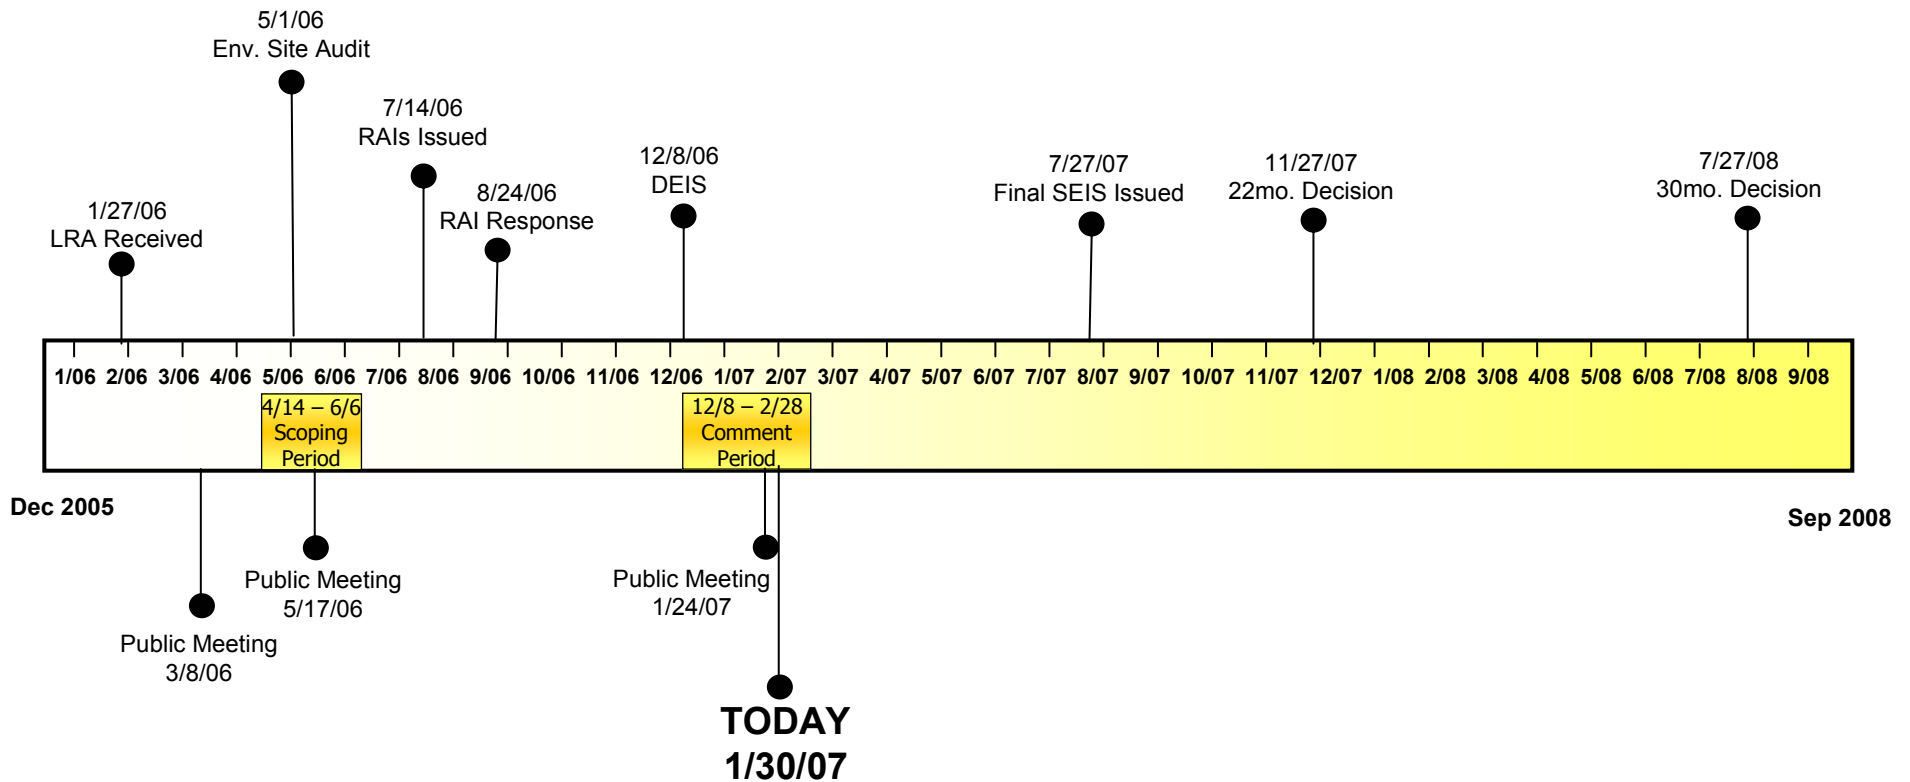 5/1/06
Env. Site Audit
7/14/06
RAIs Issued
12/8/06
DEIS
7/27/07
Final SEIS Issued
11/27/07
22mo. Decision
7/27/08
30mo. Decision
8/24/06
RAI Response
1/27/06
LRA Received
1/06 2/06 3/06 4/06 5/06 6/06 7/06 8/06 9/06 10/06 11/06 12/06 1/07 2/07 3/07 4/07 5/07 6/07 7/07 8/07 9/07 10/07 11/07 12/07 1/08 2/08 3/08 4/08 5/08 6/08 7/08 8/08 9/08
4/14 – 6/6
Scoping
Period
12/8 – 2/28
Comment
Period
Dec 2005
Sep 2008
Public Meeting
5/17/06
Public Meeting
1/24/07
Public Meeting
3/8/06
TODAY
1/30/07